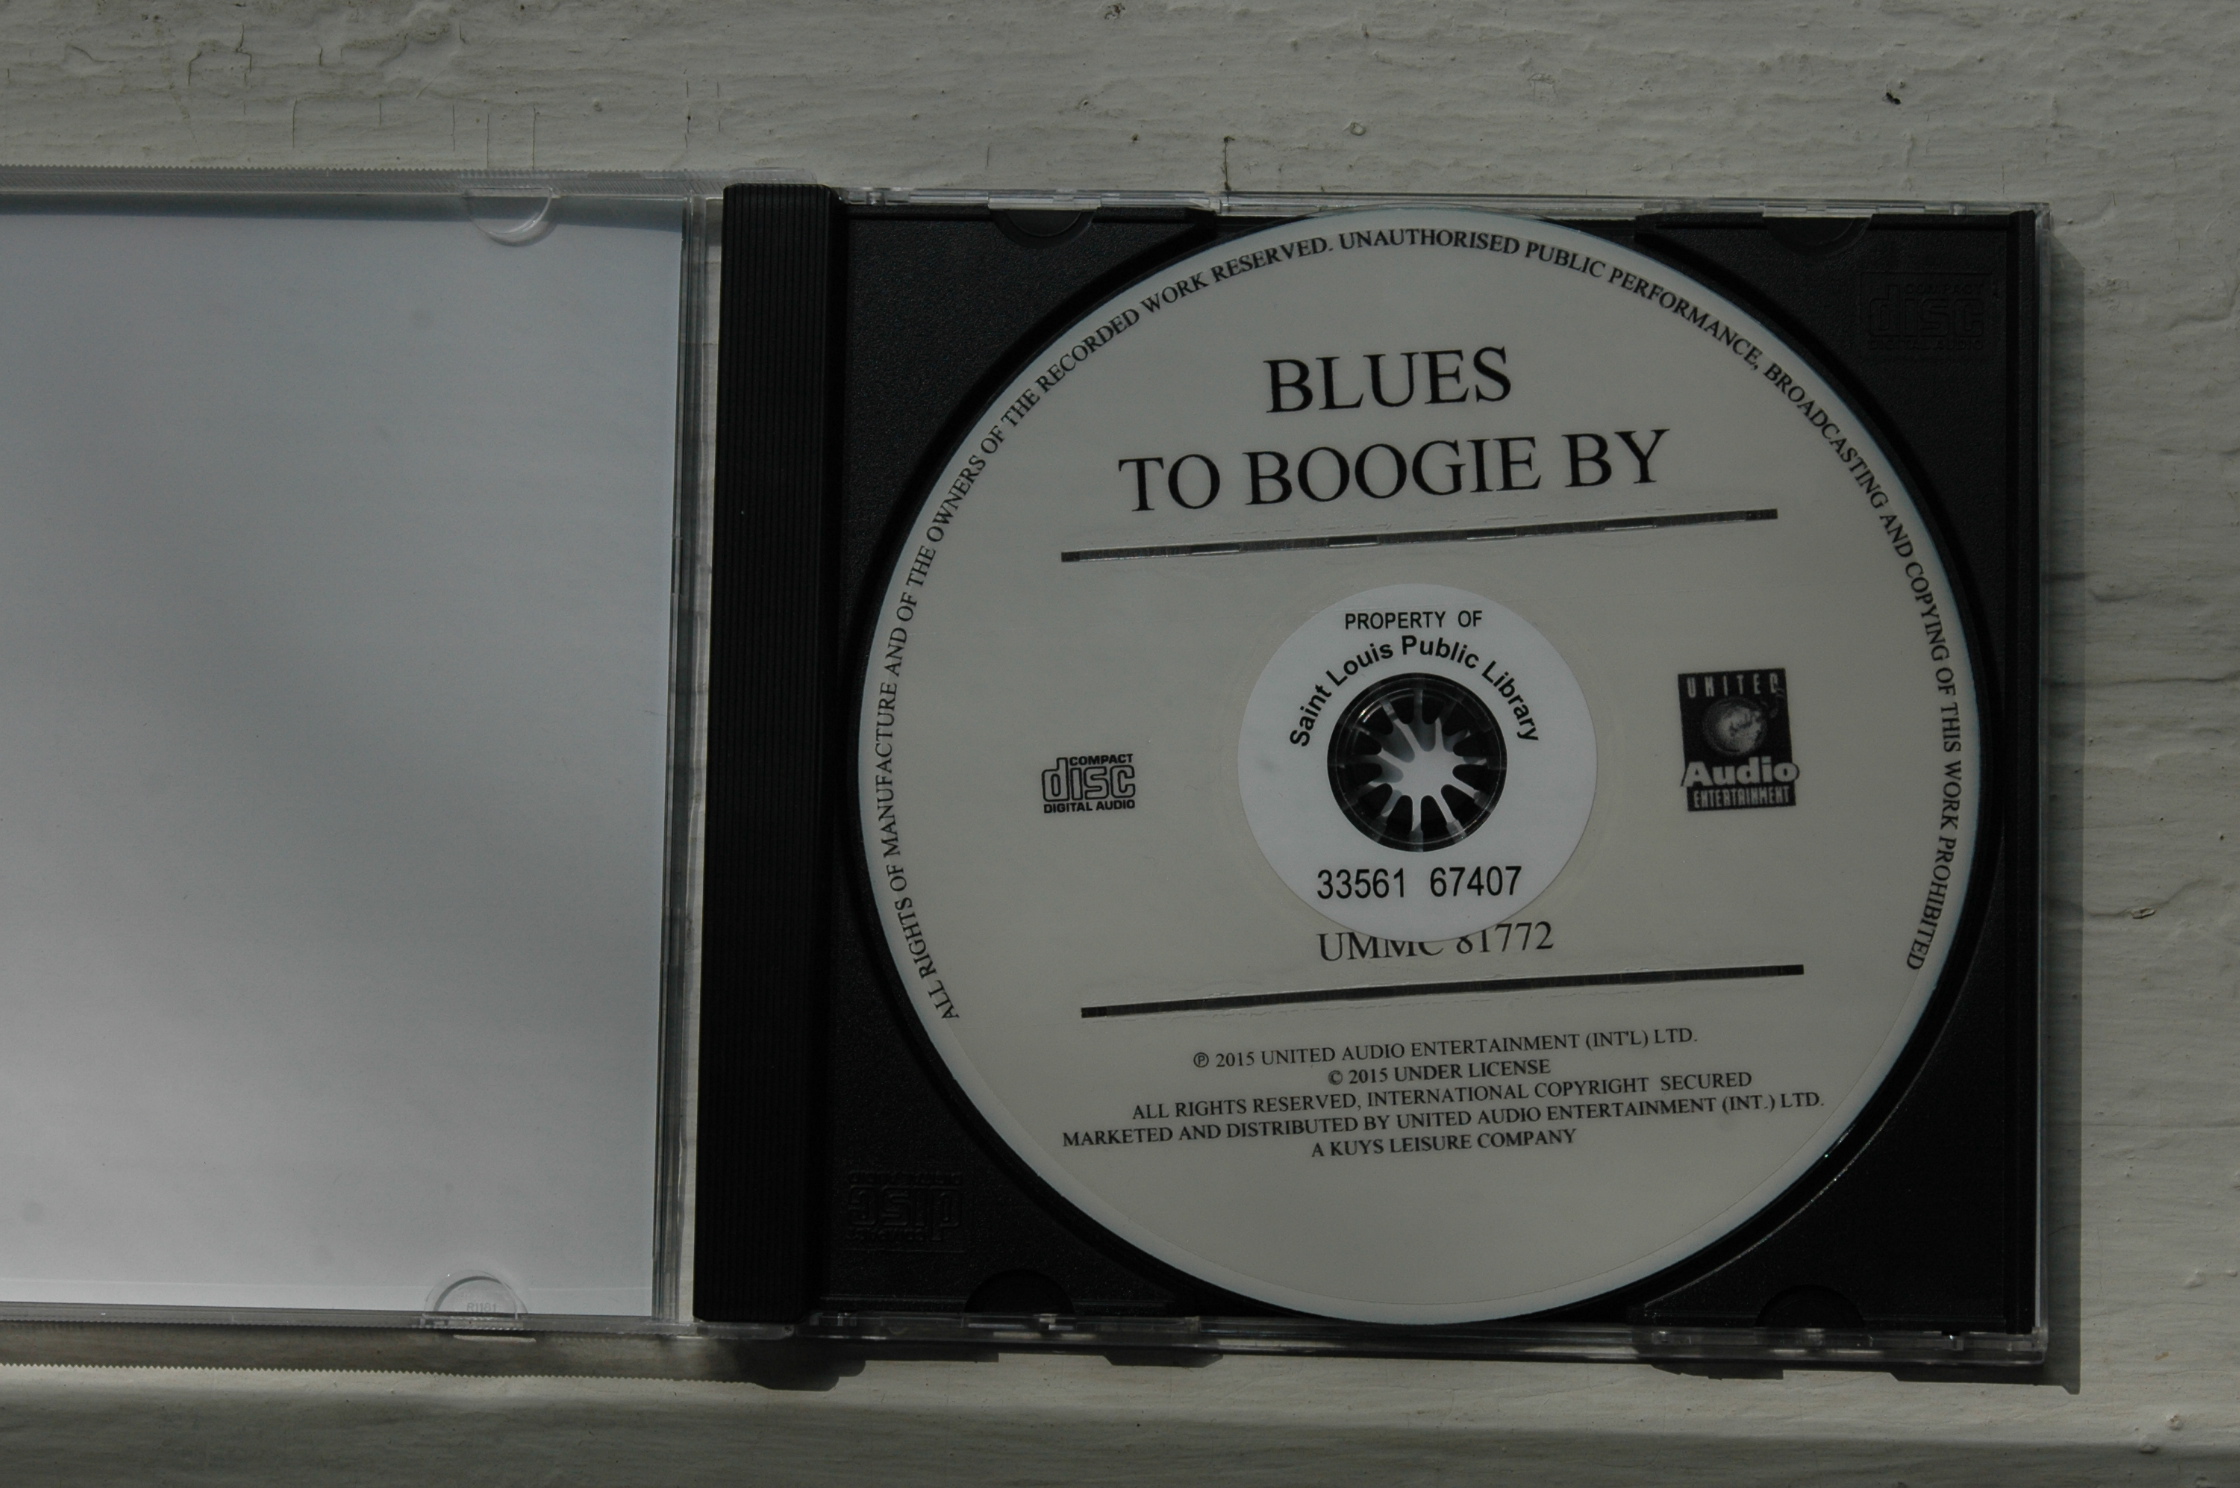 ALL RIGHTS OF MANUFACTURE AND OF THE OWNERS OF THE RECORDED WORK RESERVED. UNAUTHORISED PUBLIC PERFORMANCE, BROADCASTING AND COPYING OF THIS WORK PROHIBITED
BLUES
TO BOOGIE BY
PROPERTY OF
Saint Louis Public Library
COMPACT
disc
DIGITAL AUDIO
UNITED
Audio
ENTERTAINMENT
33561 67407
UMMC 81772
℗ 2015 UNITED AUDIO ENTERTAINMENT (INT'L) LTD.
© 2015 UNDER LICENSE
ALL RIGHTS RESERVED, INTERNATIONAL COPYRIGHT SECURED
MARKETED AND DISTRIBUTED BY UNITED AUDIO ENTERTAINMENT (INT.) LTD.
A KUYS LEISURE COMPANY
disc